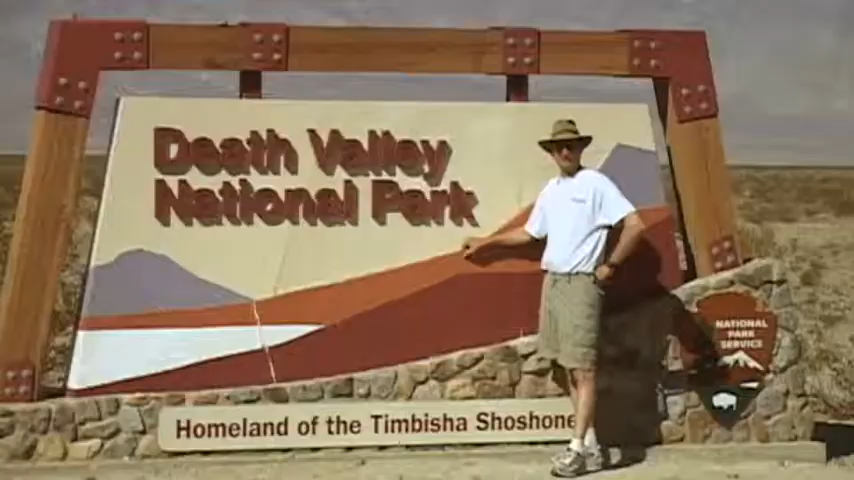 Death Valley
National Park
Homeland of the Timbisha Shoshone
NATIONAL
PARK
SERVICE